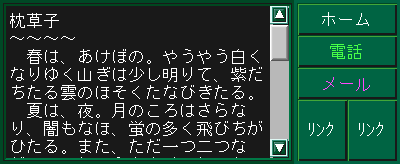 枕草子
～～～～
　春は、あけぼの。やうやう白く
なりゆく山ぎは少し明りて、紫だ
ちたる雲のほそくたなびきたる。
　夏は、夜。月のころはさらな
り、闇もなほ、蛍の多く飛びちが
ひたる。また、ただ一つ二つな
ホーム
電話
メール
ﾘﾝｸ
ﾘﾝｸ